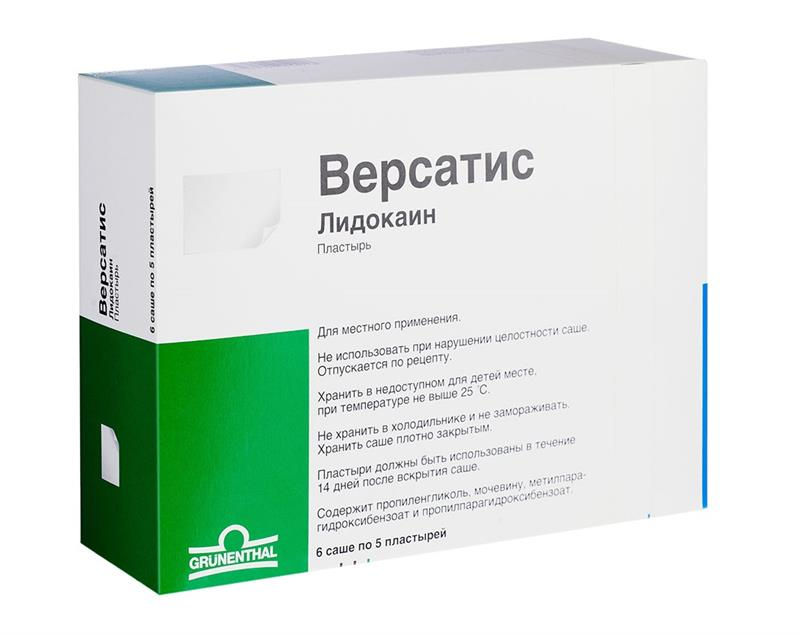 Версатис
Лидокаин
Пластырь
Для местного применения.
Не использовать при нарушении целостности саше.
Отпускается по рецепту.
Хранить в недоступном для детей месте,
при температуре не выше 25 °C.
Не хранить в холодильнике и не замораживать.
Хранить саше плотно закрытым.
Пластыри должны быть использованы в течение
14 дней после вскрытия саше.
Содержит пропиленгликоль, мочевину, метилпара-
гидроксибензоат и пропилпарагидроксибензоат.
6 саше по 5 пластырей
GRÜNENTHAL
Версатис
Лидокаин
Пластырь
6 саше по 5 пластырей